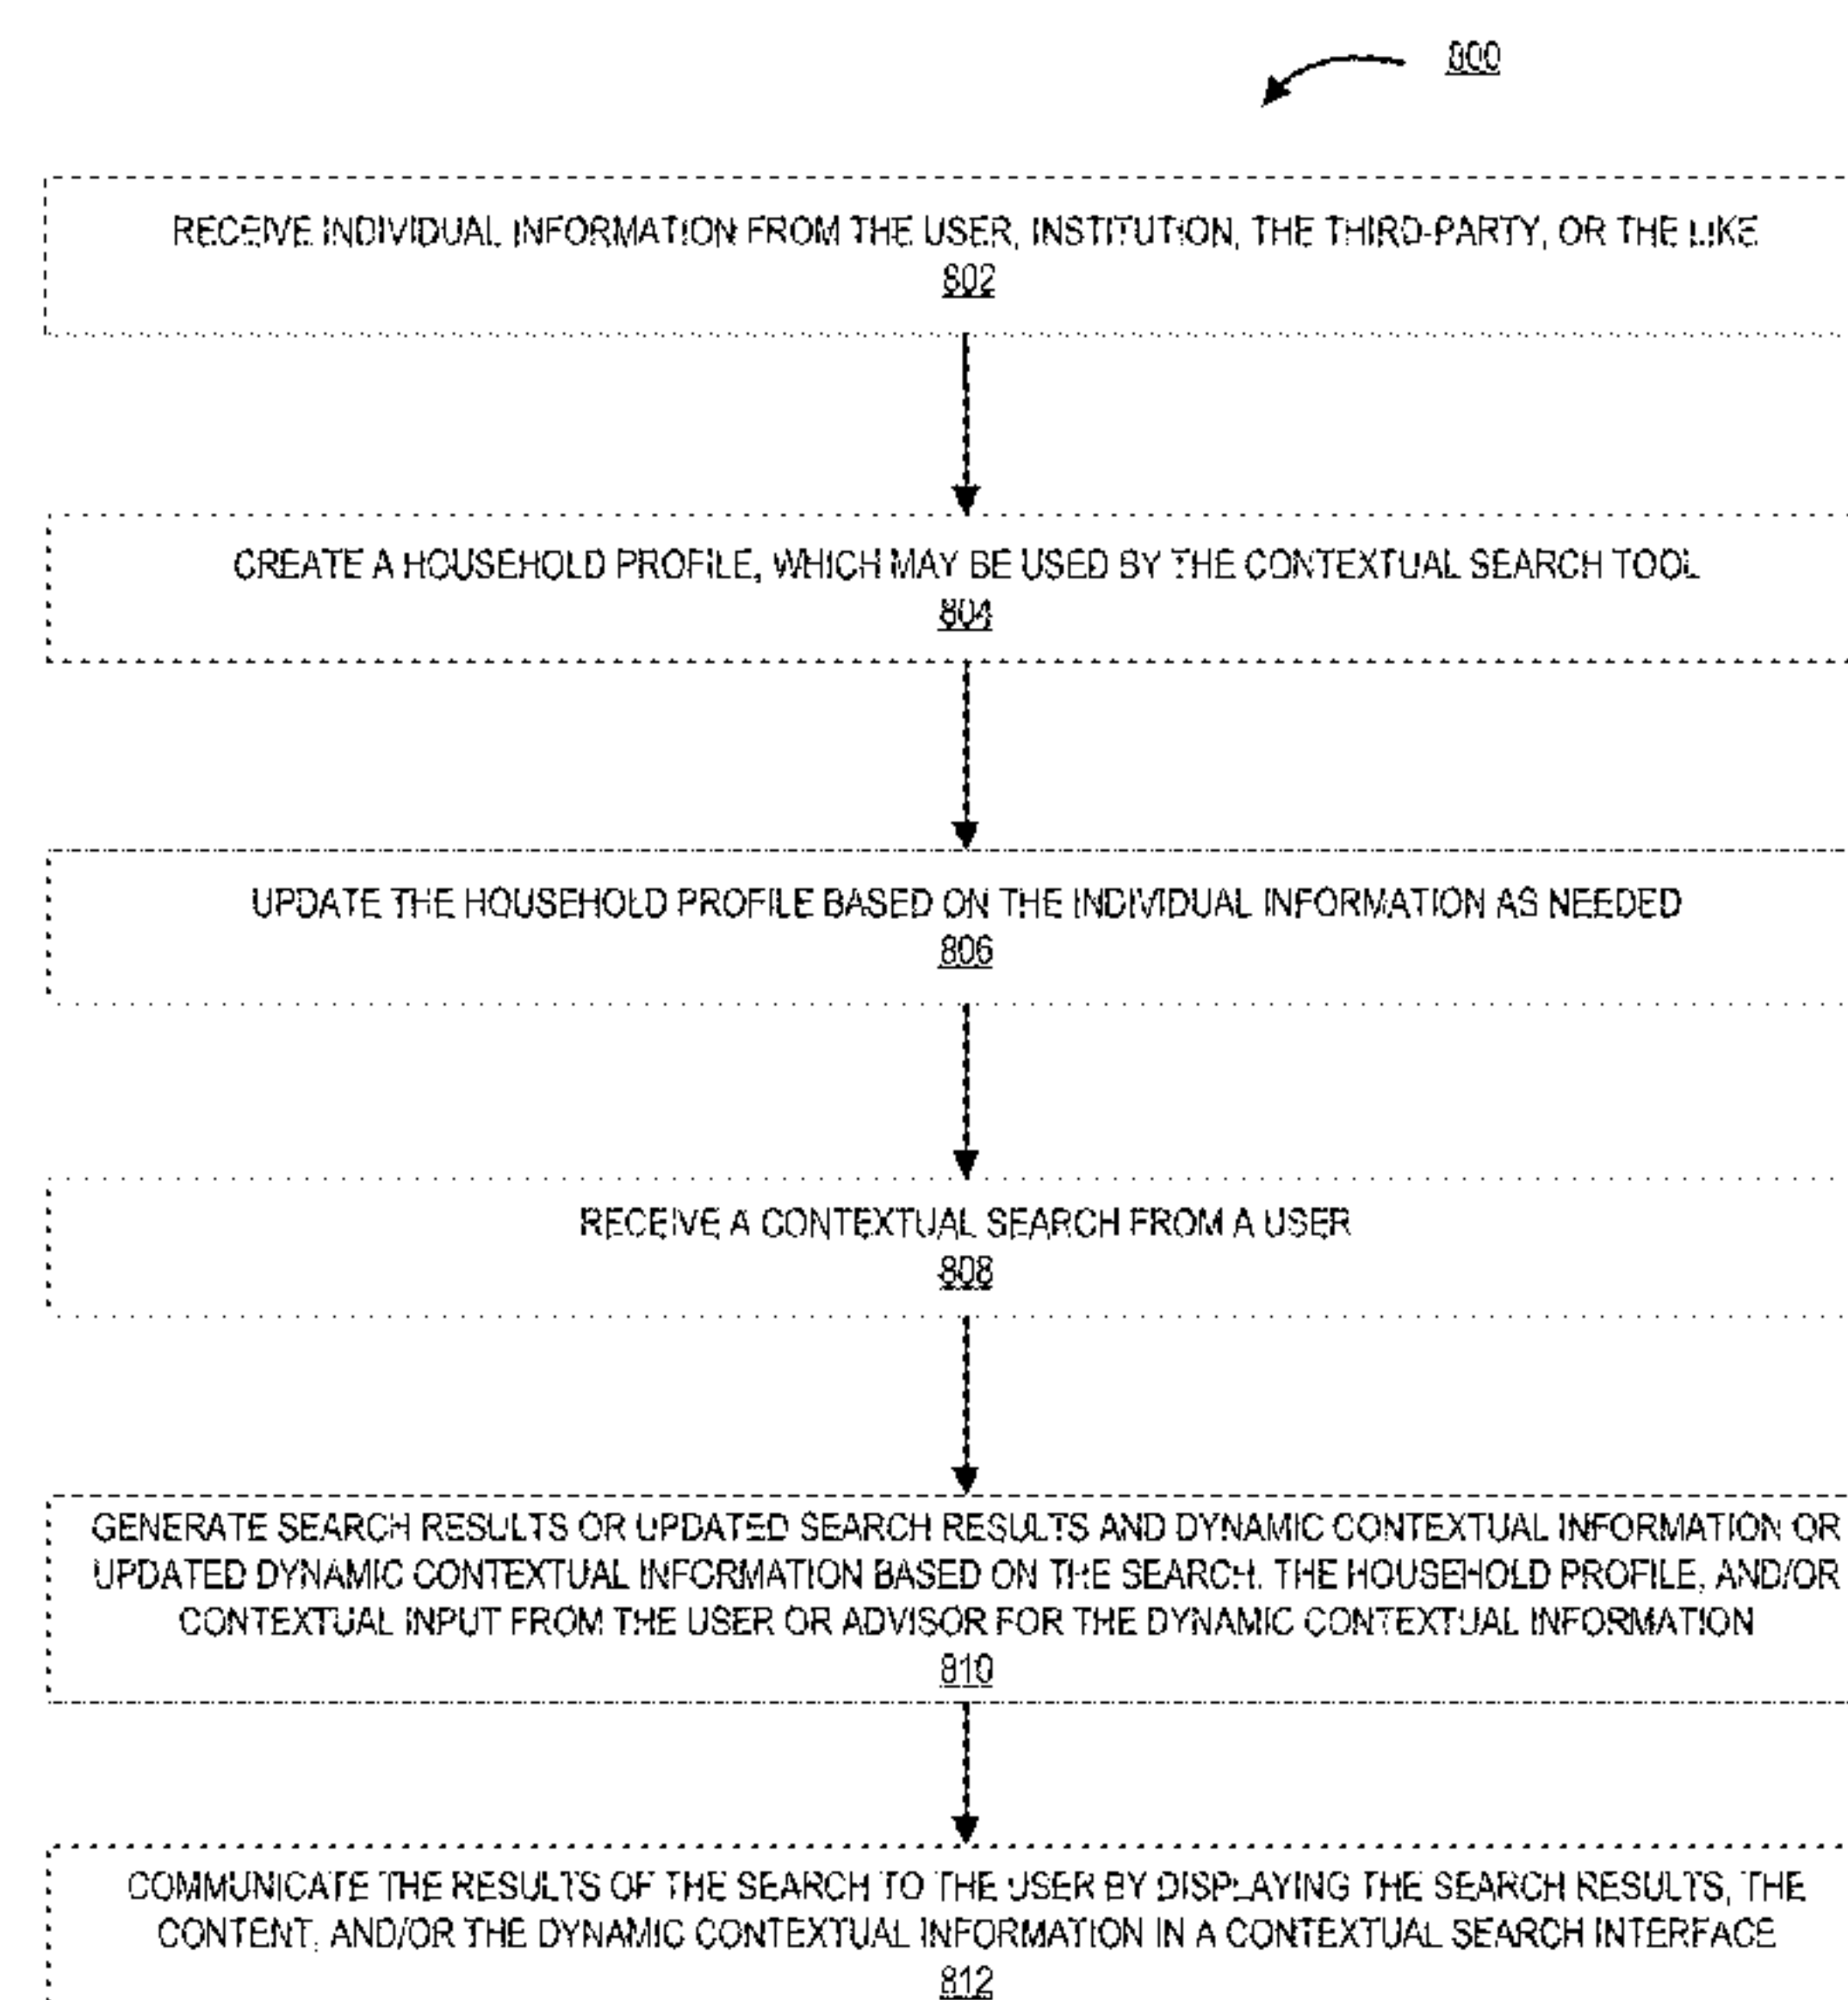 800
RECEIVE INDIVIDUAL INFORMATION FROM THE USER, INSTITUTION, THE THIRD-PARTY, OR THE LIKE
802
CREATE A HOUSEHOLD PROFILE, WHICH MAY BE USED BY THE CONTEXTUAL SEARCH TOOL
804
UPDATE THE HOUSEHOLD PROFILE BASED ON THE INDIVIDUAL INFORMATION AS NEEDED
806
RECEIVE A CONTEXTUAL SEARCH FROM A USER
808
GENERATE SEARCH RESULTS OR UPDATED SEARCH RESULTS AND DYNAMIC CONTEXTUAL INFORMATION OR
UPDATED DYNAMIC CONTEXTUAL INFORMATION BASED ON THE SEARCH, THE HOUSEHOLD PROFILE, AND/OR
CONTEXTUAL INPUT FROM THE USER OR ADVISOR FOR THE DYNAMIC CONTEXTUAL INFORMATION
810
COMMUNICATE THE RESULTS OF THE SEARCH TO THE USER BY DISPLAYING THE SEARCH RESULTS, THE
CONTENT, AND/OR THE DYNAMIC CONTEXTUAL INFORMATION IN A CONTEXTUAL SEARCH INTERFACE
812